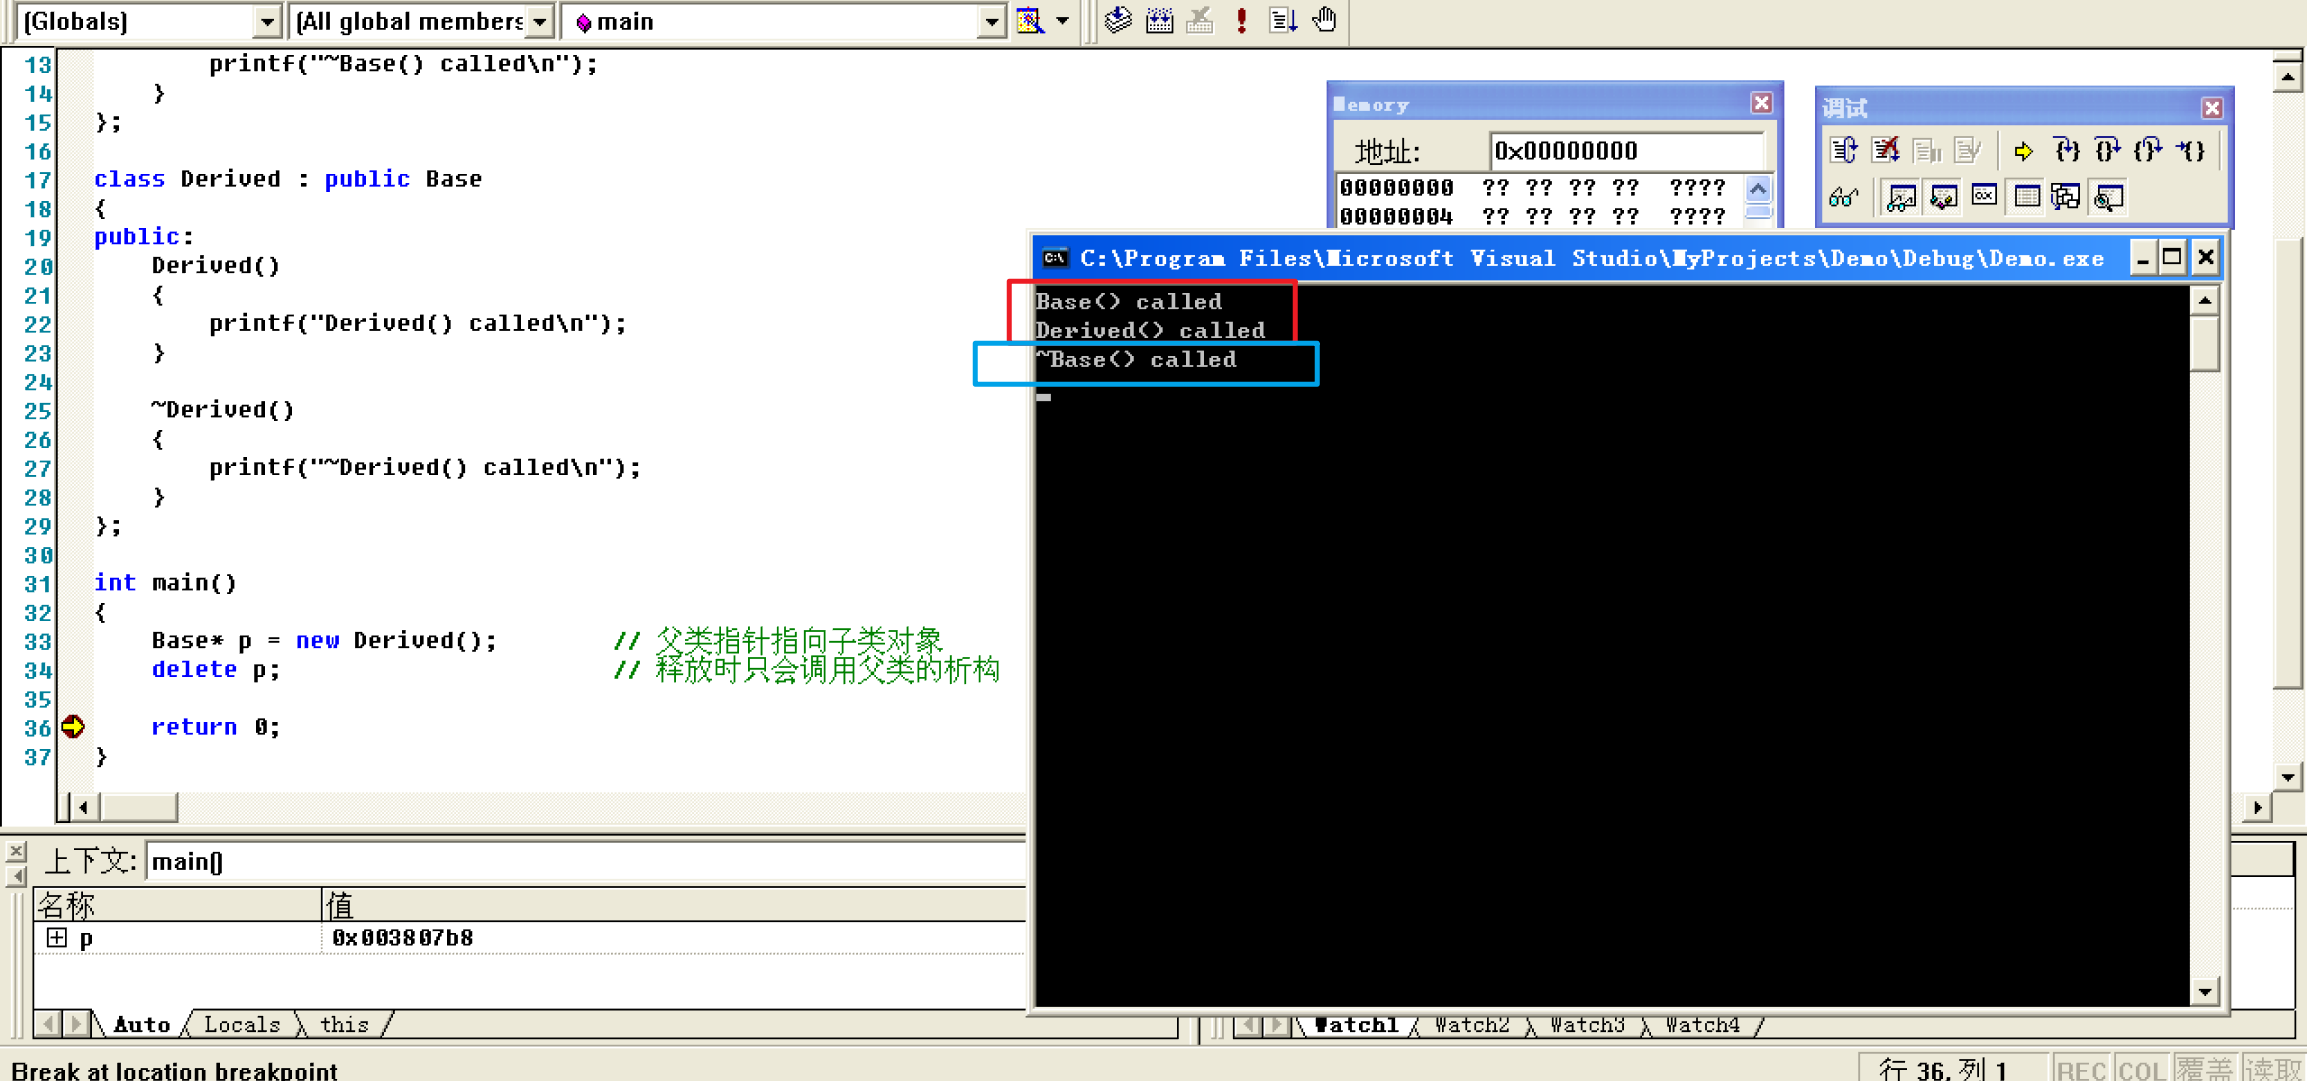 (Globals) (All global members main
13 printf("~Base() called\n");
14 }
15 };
16
17 class Derived : public Base
18 {
19 public:
20 Derived()
21 {
22 printf("Derived() called\n");
23 }
24
25 ~Derived()
26 {
27 printf("~Derived() called\n");
28 }
29 };
30
31 int main()
32 {
33 Base* p = new Derived(); // 父类指针指向子类对象
34 delete p; // 释放时只会调用父类的析构
35
36 return 0;
37 }
Memory
地址: 0x00000000
00000000 ?? ?? ?? ?? ????
00000004 ?? ?? ?? ?? ????
调试
C:\Program Files\Microsoft Visual Studio\MyProjects\Demo\Debug\Demo.exe
Base() called
Derived() called
~Base() called
上下文: main()
名称 值
p 0x003807b8
Auto Locals this
Watch1 Watch2 Watch3 Watch4
Break at location breakpoint
行 36, 列 1 REC COL 覆盖 读取